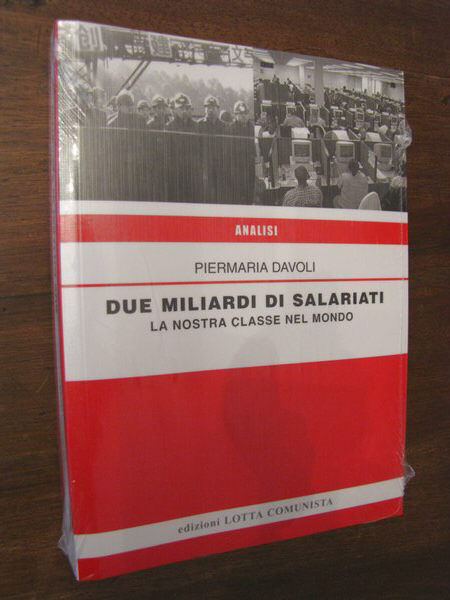 ANALISI
PIERMARIA DAVOLI
DUE MILIARDI DI SALARIATI
LA NOSTRA CLASSE NEL MONDO
edizioni LOTTA COMUNISTA